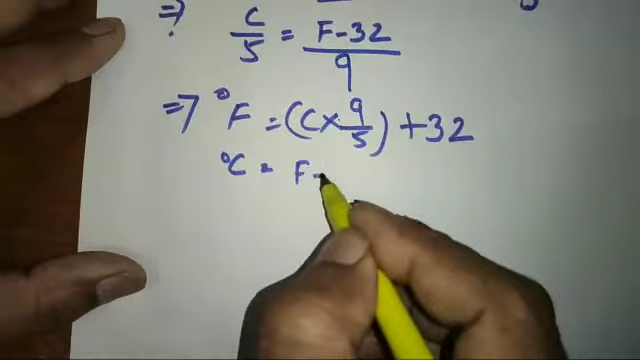 ⇒ C/5 = F-32/9
⇒ °F = (C × 9/5) + 32
°C = F-